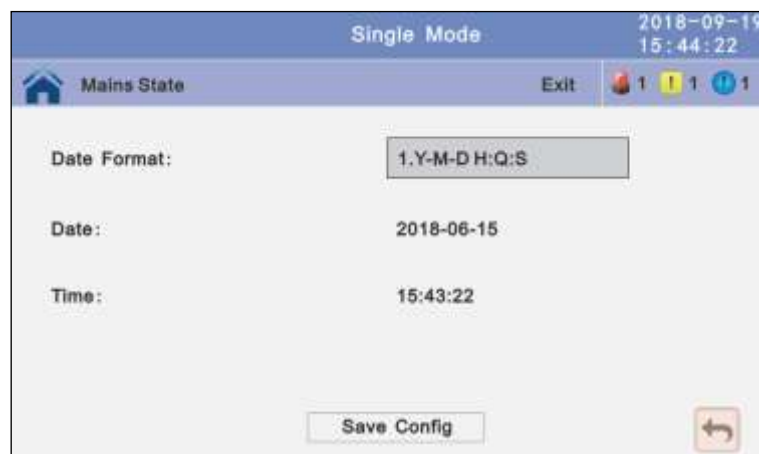 Single Mode
2018-09-19
15:44:22
Mains State
Exit
1
! 1
! 1
Date Format:
1.Y-M-D H:Q:S
Date:
2018-06-15
Time:
15:43:22
Save Config